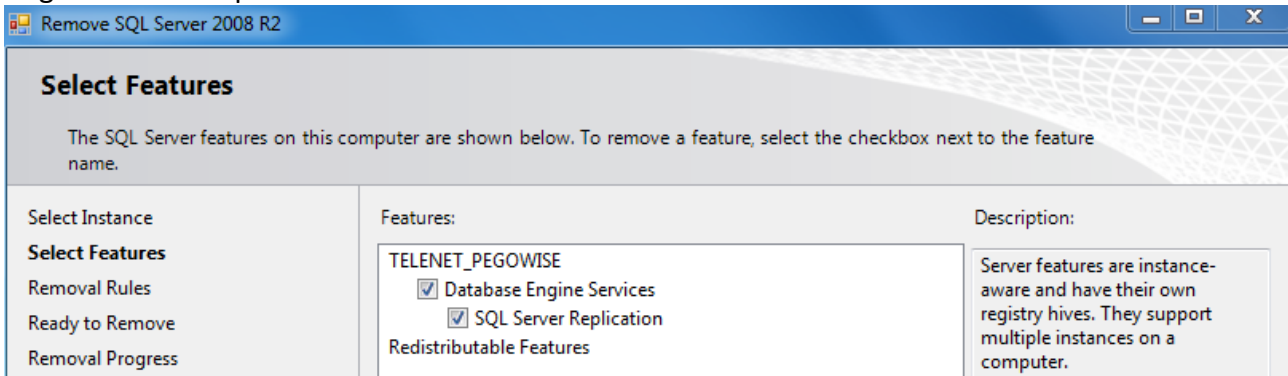 Remove SQL Server 2008 R2
Select Features
The SQL Server features on this computer are shown below. To remove a feature, select the checkbox next to the feature
name.
Select Instance
Select Features
Removal Rules
Ready to Remove
Removal Progress
Features:
TELENET_PEGOWISE
Database Engine Services
SQL Server Replication
Redistributable Features
Description:
Server features are instance-
aware and have their own
registry hives. They support
multiple instances on a
computer.